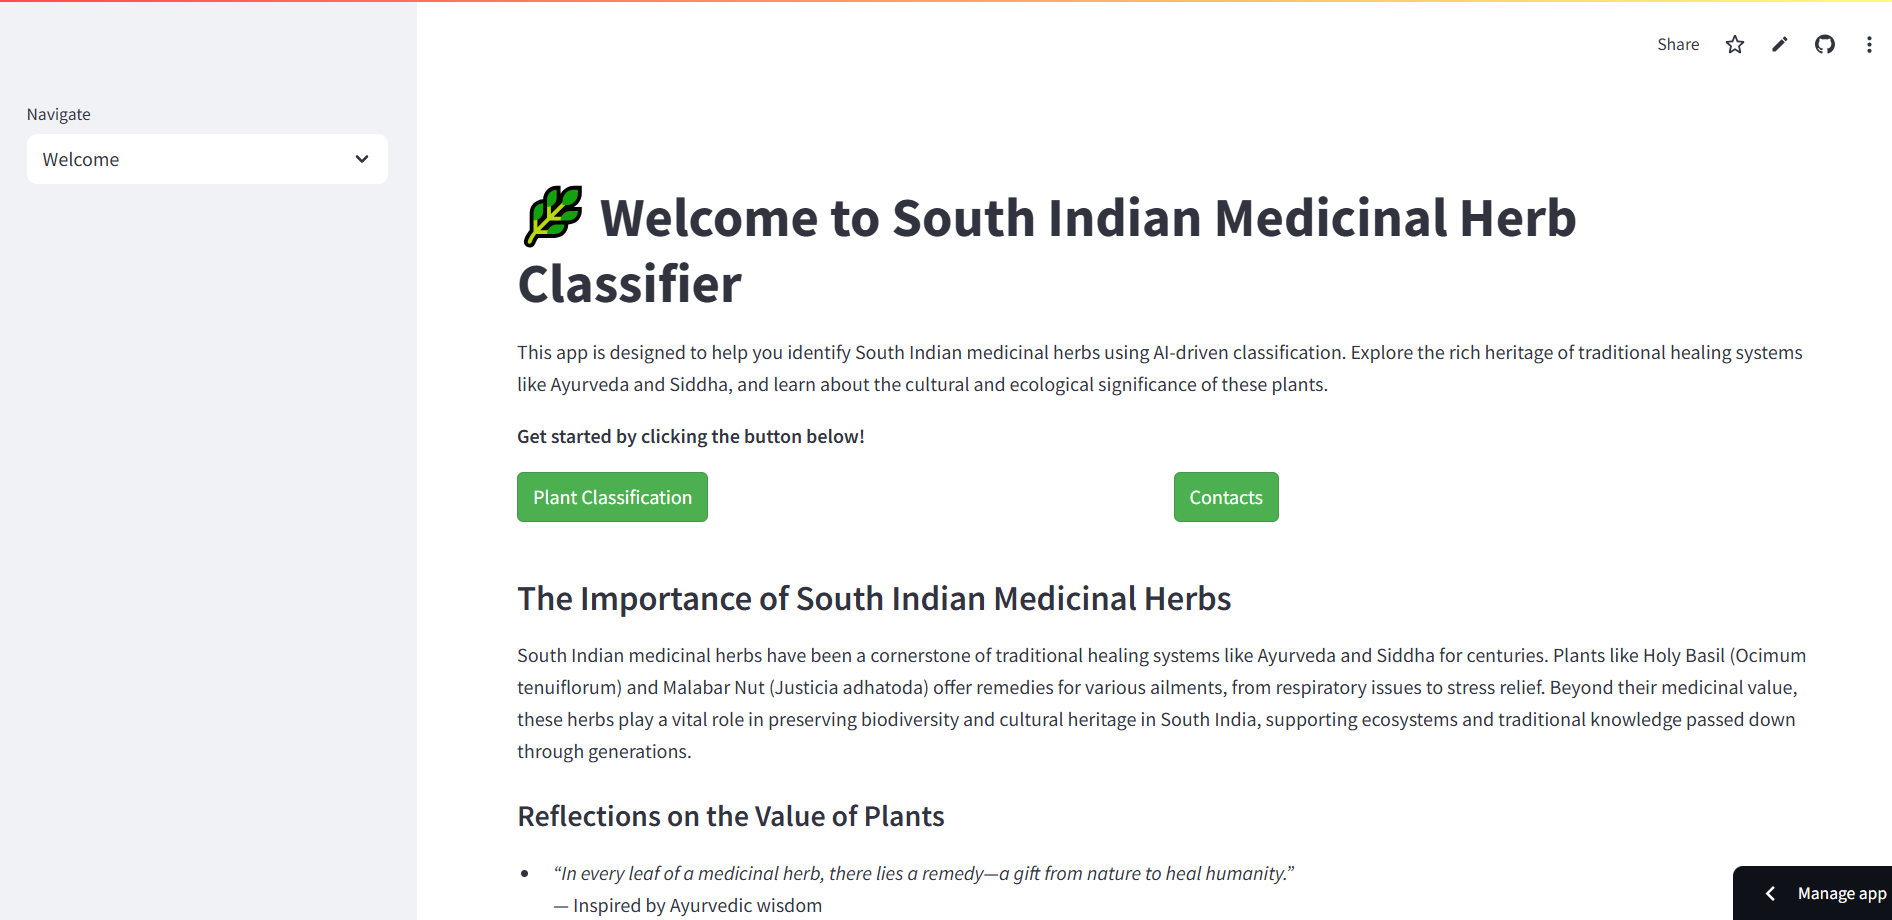 Share
Navigate
Welcome
Welcome to South Indian Medicinal Herb
Classifier
This app is designed to help you identify South Indian medicinal herbs using AI-driven classification. Explore the rich heritage of traditional healing systems
like Ayurveda and Siddha, and learn about the cultural and ecological significance of these plants.
Get started by clicking the button below!
Plant Classification
Contacts
The Importance of South Indian Medicinal Herbs
South Indian medicinal herbs have been a cornerstone of traditional healing systems like Ayurveda and Siddha for centuries. Plants like Holy Basil (Ocimum
tenuiflorum) and Malabar Nut (Justicia adhatoda) offer remedies for various ailments, from respiratory issues to stress relief. Beyond their medicinal value,
these herbs play a vital role in preserving biodiversity and cultural heritage in South India, supporting ecosystems and traditional knowledge passed down
through generations.
Reflections on the Value of Plants
• “In every leaf of a medicinal herb, there lies a remedy—a gift from nature to heal humanity.”
— Inspired by Ayurvedic wisdom
Manage app